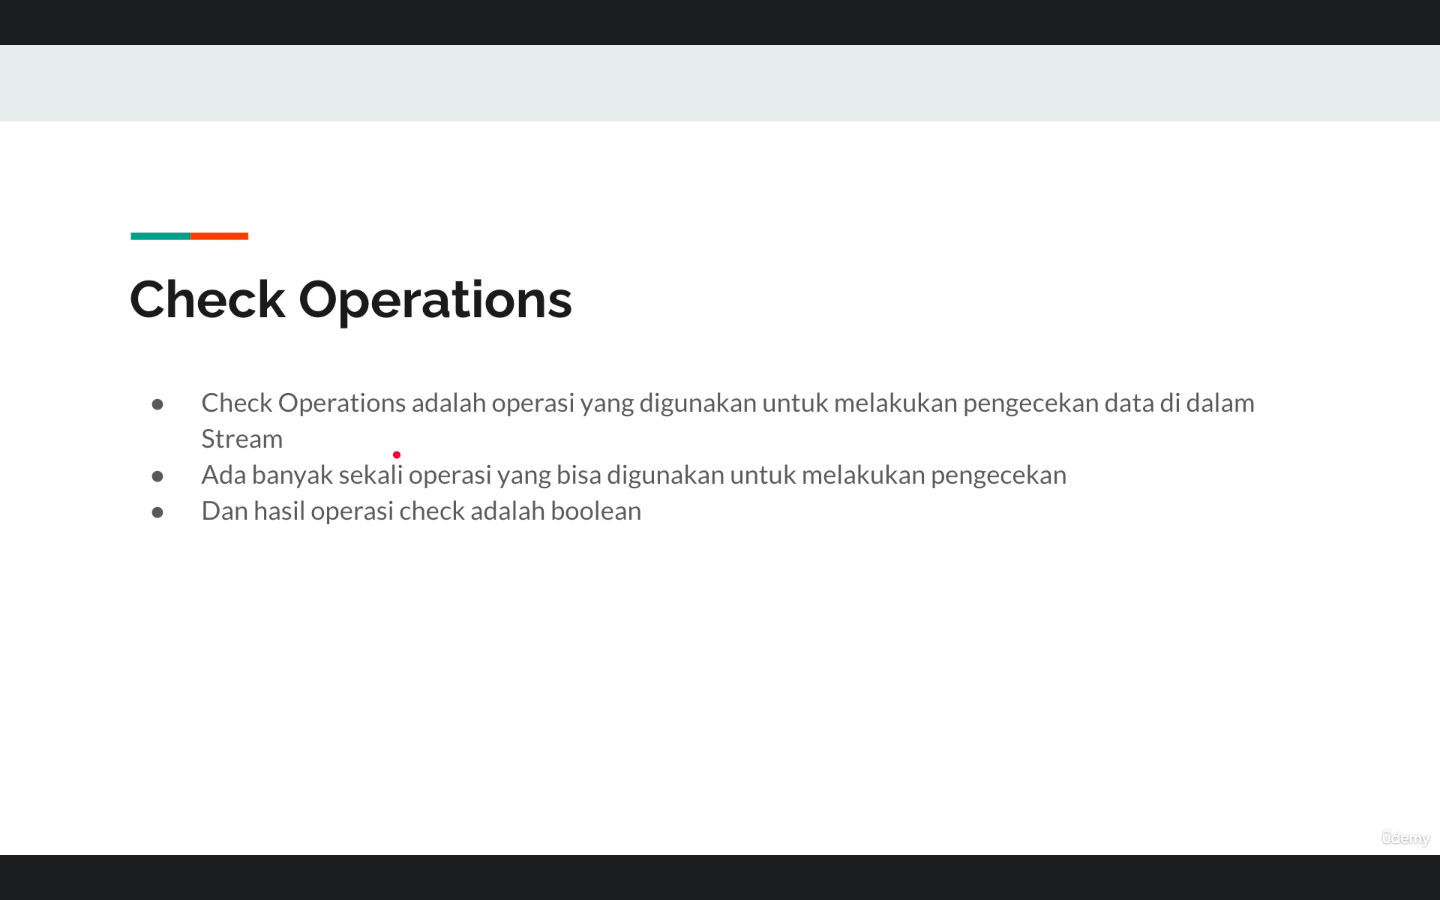 Check Operations
● Check Operations adalah operasi yang digunakan untuk melakukan pengecekan data di dalam
Stream
● Ada banyak sekali operasi yang bisa digunakan untuk melakukan pengecekan
● Dan hasil operasi check adalah boolean
ûdemy